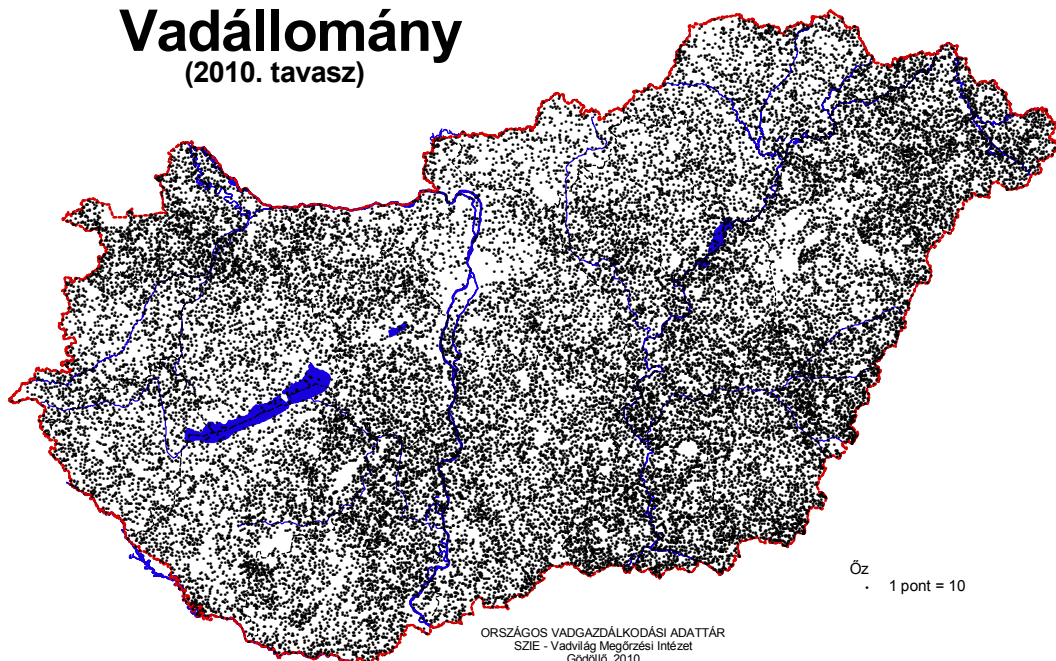 Vadállomány
(2010. tavasz)
Őz
1 pont = 10
ORSZÁGOS VADGAZDÁLKODÁSI ADATTÁR
SZIE - Vadvilág Megőrzési Intézet
Gödöllő, 2010